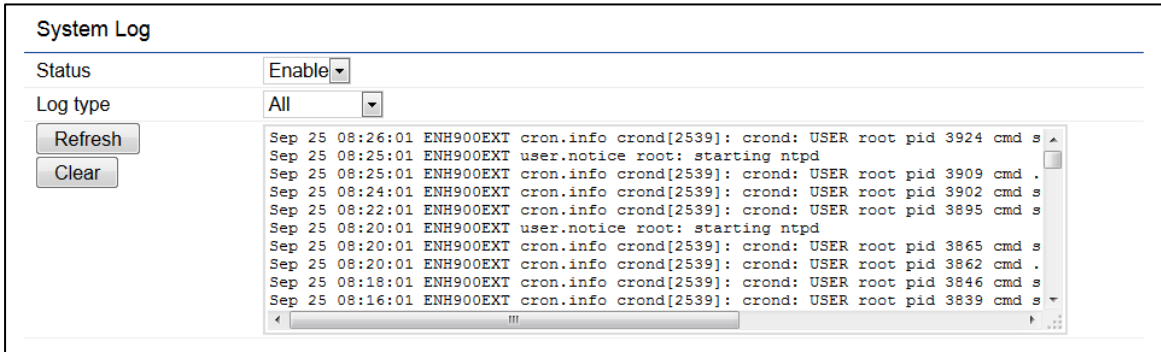 System Log
Status Enable
Log type All
Refresh
Clear
Sep 25 08:26:01 ENH900EXT cron.info crond[2539]: crond: USER root pid 3924 cmd s
Sep 25 08:25:01 ENH900EXT user.notice root: starting ntpd
Sep 25 08:25:01 ENH900EXT cron.info crond[2539]: crond: USER root pid 3909 cmd .
Sep 25 08:24:01 ENH900EXT cron.info crond[2539]: crond: USER root pid 3902 cmd s
Sep 25 08:22:01 ENH900EXT cron.info crond[2539]: crond: USER root pid 3895 cmd s
Sep 25 08:20:01 ENH900EXT user.notice root: starting ntpd
Sep 25 08:20:01 ENH900EXT cron.info crond[2539]: crond: USER root pid 3865 cmd s
Sep 25 08:20:01 ENH900EXT cron.info crond[2539]: crond: USER root pid 3862 cmd .
Sep 25 08:18:01 ENH900EXT cron.info crond[2539]: crond: USER root pid 3846 cmd s
Sep 25 08:16:01 ENH900EXT cron.info crond[2539]: crond: USER root pid 3839 cmd s